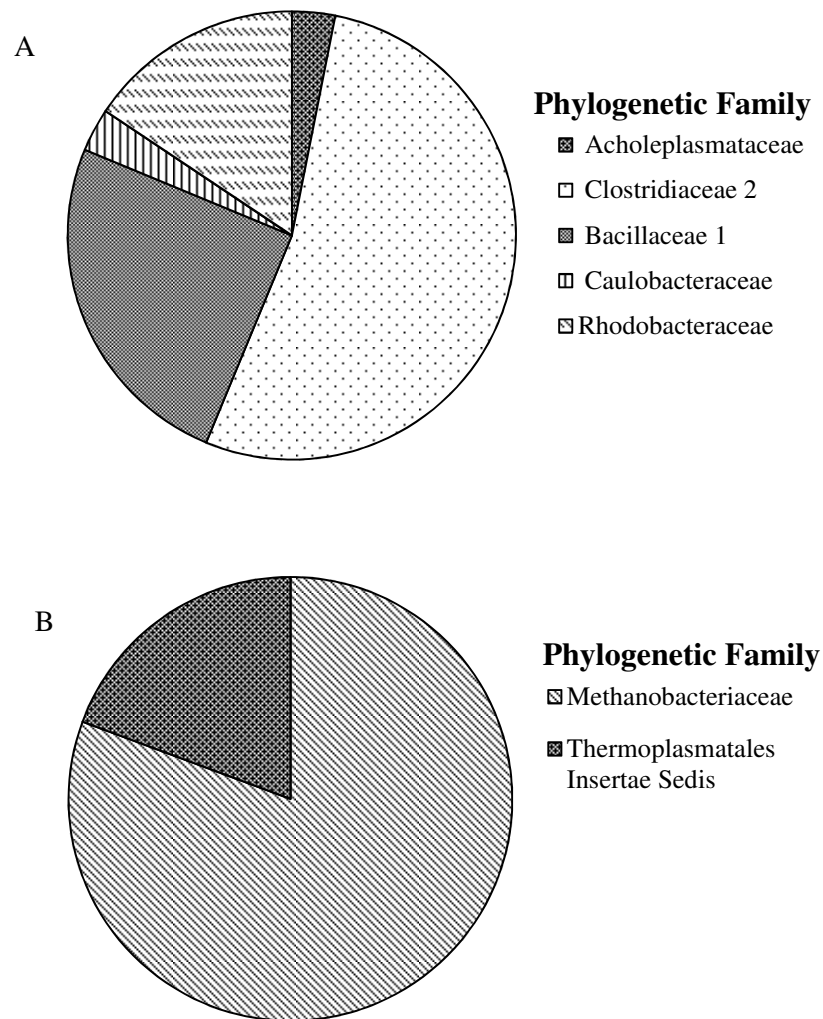 A
Phylogenetic Family
Acholeplasmataceae
Clostridiaceae 2
Bacillaceae 1
Caulobacteraceae
Rhodobacteraceae
B
Phylogenetic Family
Methanobacteriaceae
Thermoplasmatales
Insertae Sedis